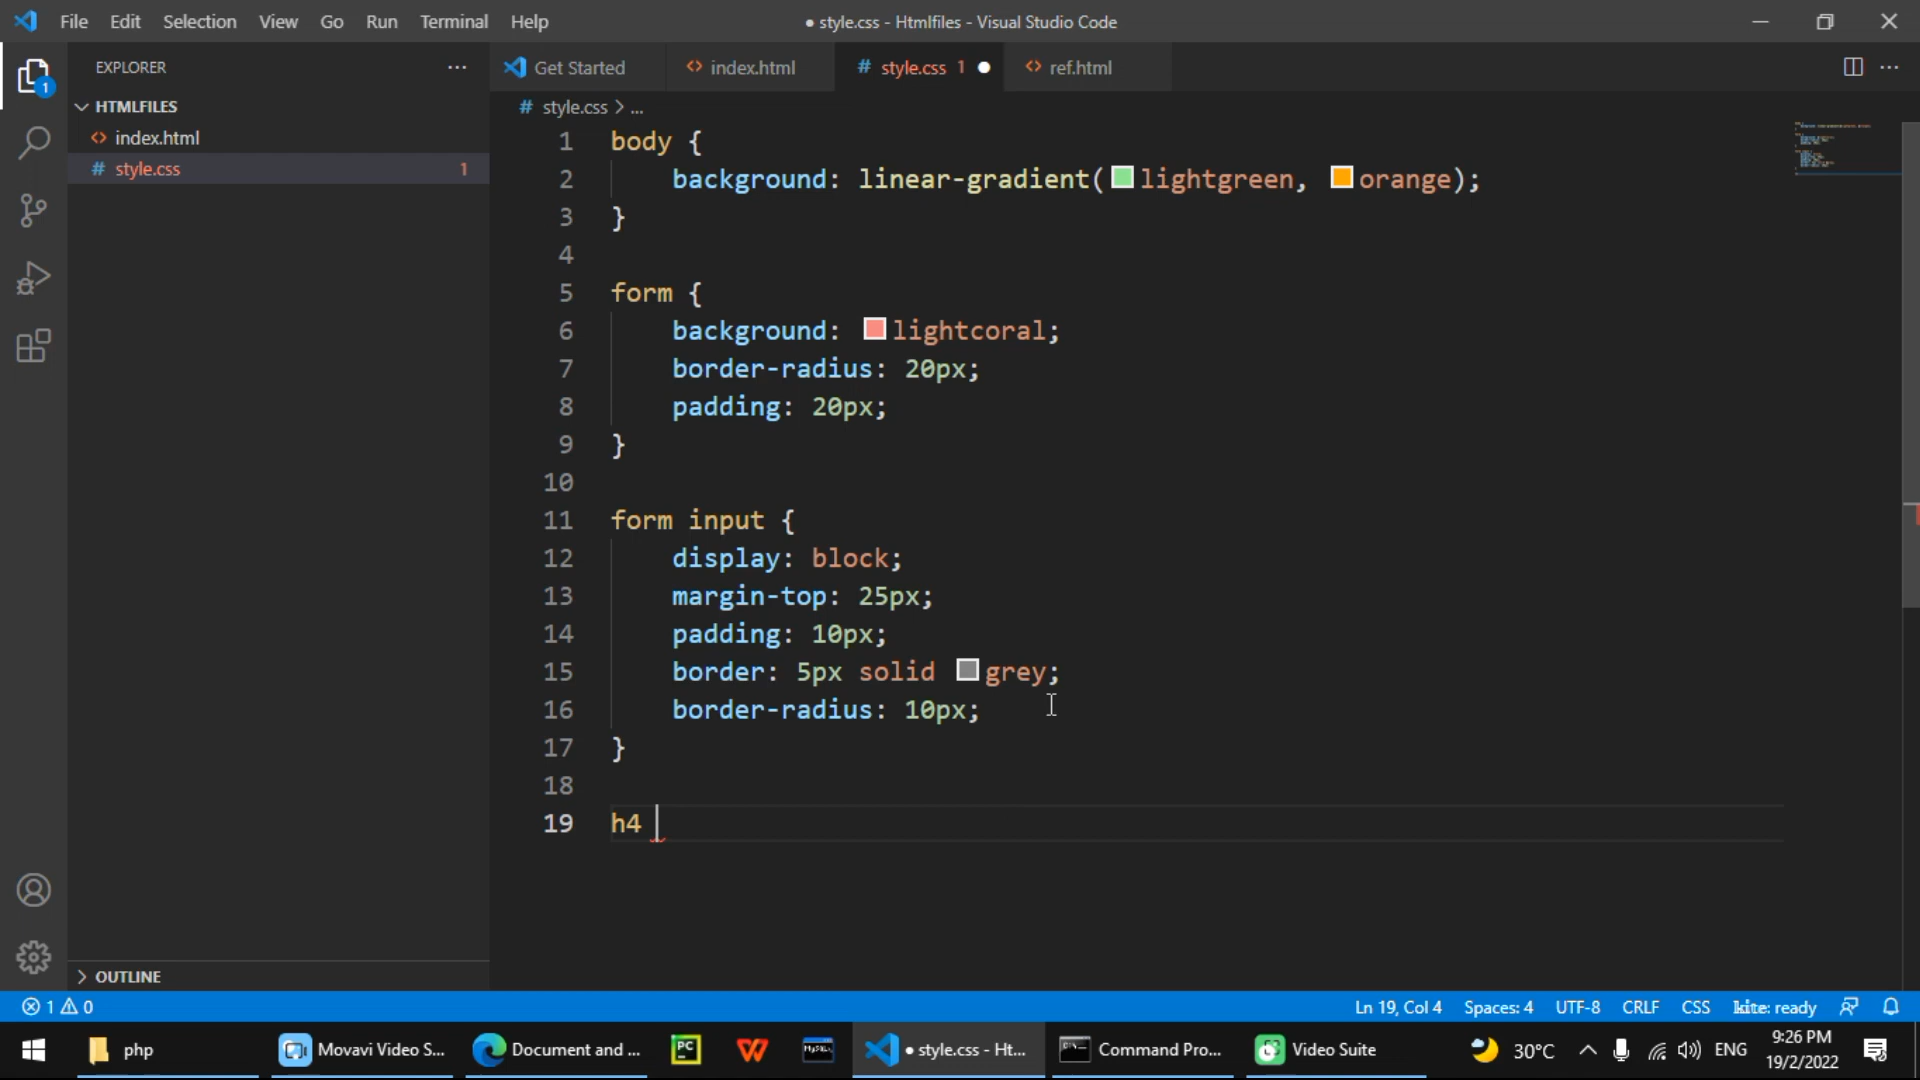 File Edit Selection View Go Run Terminal Help
● style.css - Htmlfiles - Visual Studio Code
EXPLORER
HTMLFILES
index.html
style.css 1
1
OUTLINE
Get Started
index.html
style.css 1
ref.html
style.css > ...
1 body {
2 background: linear-gradient(lightgreen, orange);
3 }
4
5 form {
6 background: lightcoral;
7 border-radius: 20px;
8 padding: 20px;
9 }
10
11 form input {
12 display: block;
13 margin-top: 25px;
14 padding: 10px;
15 border: 5px solid grey;
16 border-radius: 10px;
17 }
18
19 h4
1 0
Ln 19, Col 4 Spaces: 4 UTF-8 CRLF CSS kite: ready
php
Movavi Video S...
Document and ...
PC
MySQL
● style.css - Ht...
Command Pro...
Video Suite
30°C
ENG
9:26 PM
19/2/2022